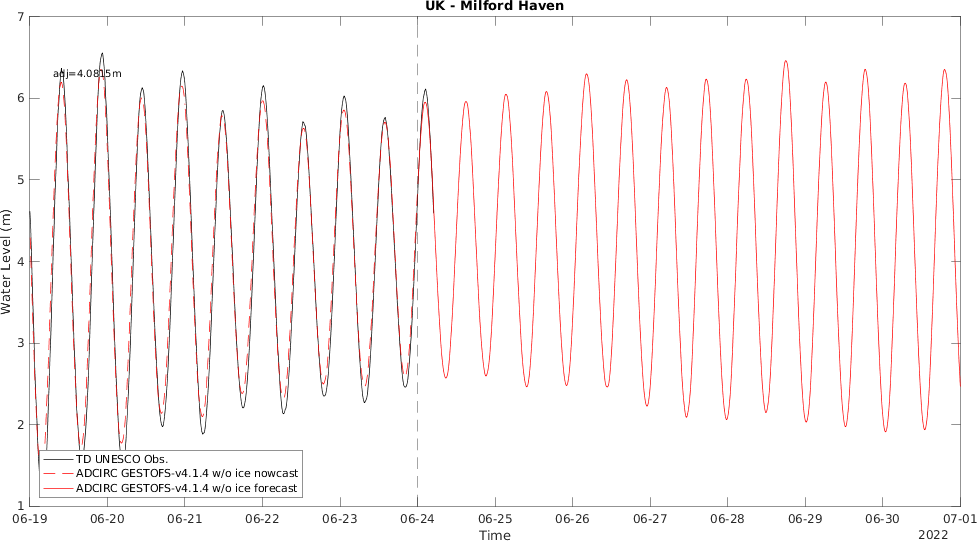 UK - Milford Haven
7
6
5
4
3
2
1
Water Level (m)
adj=4.0815m
TD UNESCO Obs.
ADCIRC GESTOFS-v4.1.4 w/o ice nowcast
ADCIRC GESTOFS-v4.1.4 w/o ice forecast
06-19 06-20 06-21 06-22 06-23 06-24 06-25 06-26 06-27 06-28 06-29 06-30 07-01
Time
2022